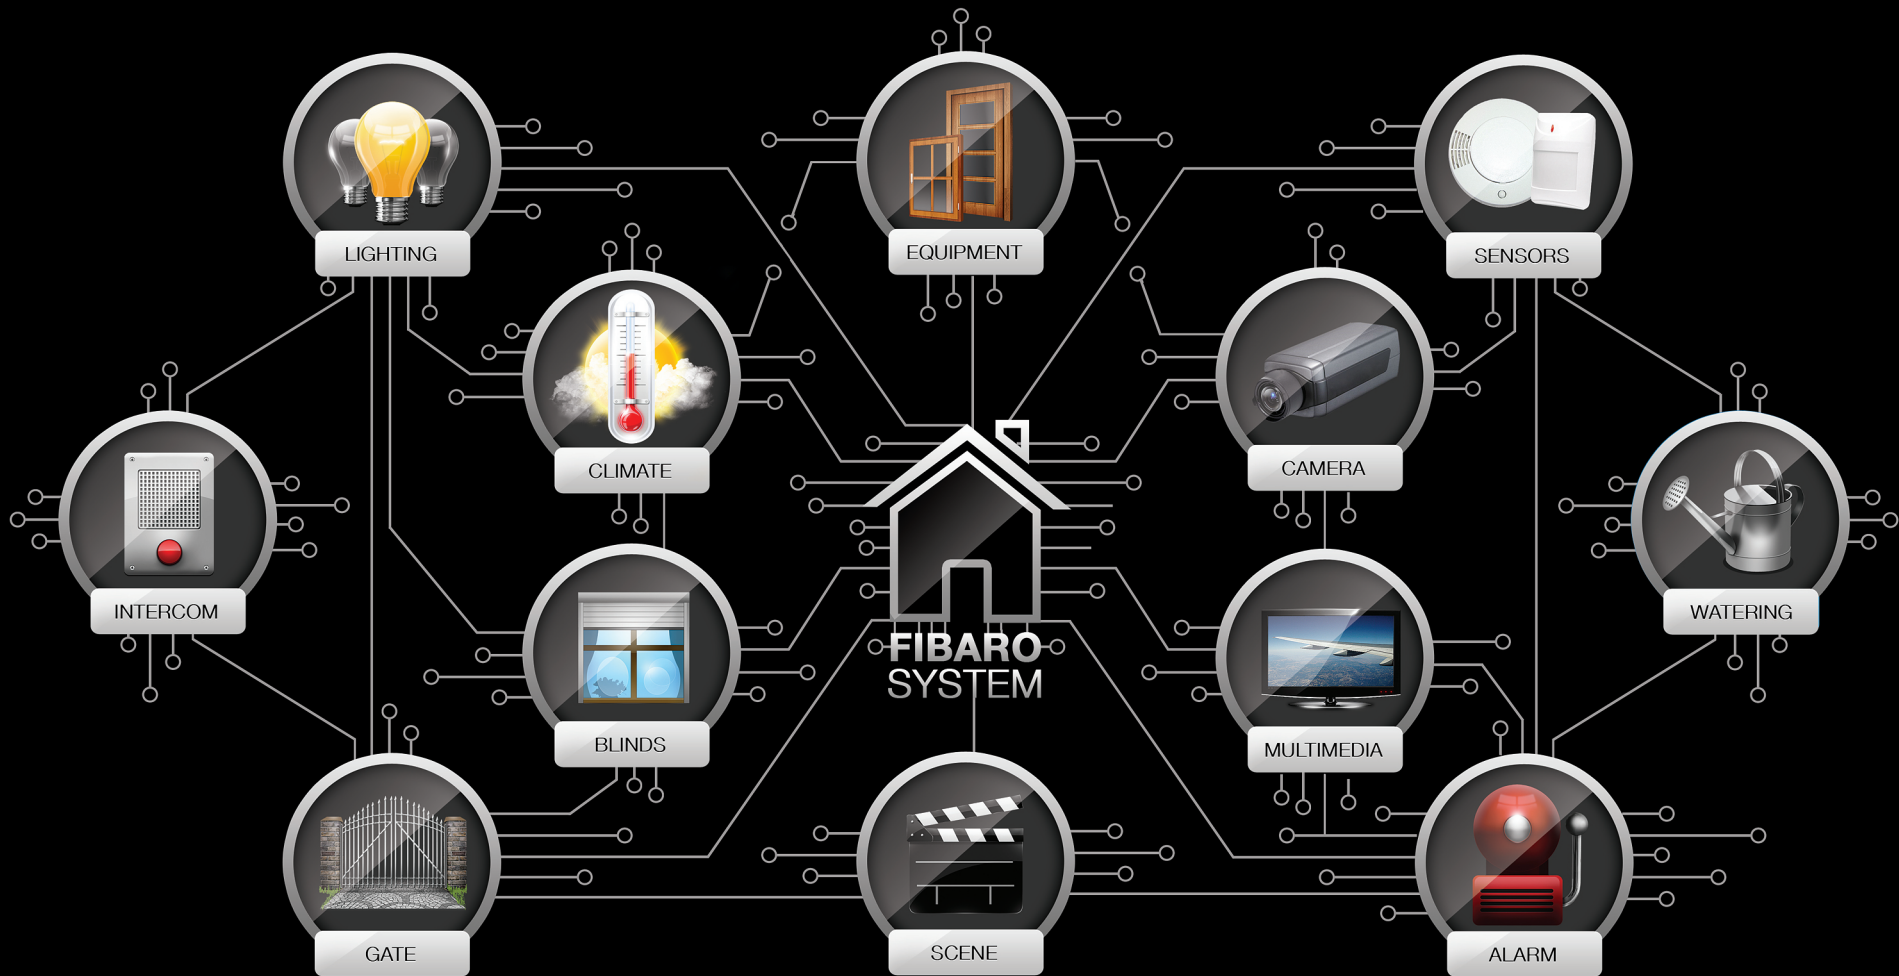 LIGHTING
EQUIPMENT
SENSORS
CLIMATE
CAMERA
INTERCOM
WATERING
FIBARO
SYSTEM
BLINDS
MULTIMEDIA
GATE
SCENE
ALARM